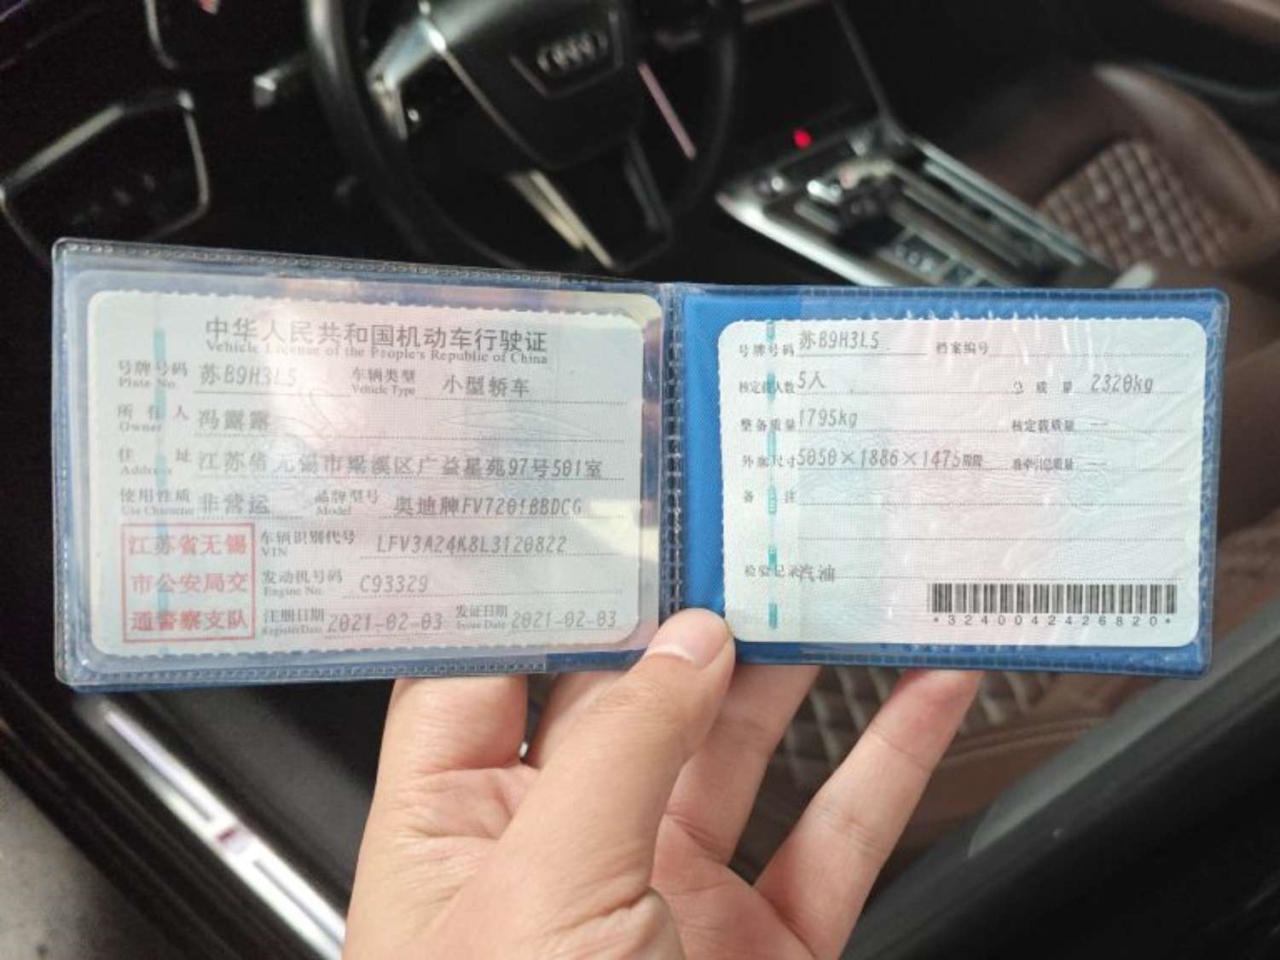 中华人民共和国机动车行驶证
Vehicle License of the People's Republic of China
号牌号码 苏B9H3L5 车辆类型 小型轿车
Plate No. Vehicle Type
所有人 冯露露
Owner
住址 江苏省无锡市梁溪区广益星苑97号501室
Address
使用性质 非营运 品牌型号 奥迪牌FV7201BBDCG
Use Character Model
江苏省无锡
市公安局交
通警察支队
车辆识别代号 LFV3A24K8L3120822
VIN
发动机号码 C93329
Engine No.
注册日期 2021-02-03 发证日期 2021-02-03
Register Date Issue Date
号牌号码 苏B9H3L5 档案编号
核定载人数 5人 总质量 2320kg
整备质量 1795kg 核定载质量 --
外廓尺寸 5050×1886×1475mm 准牵引总质量 --
备注
检验记录 汽油
*3240042426820*